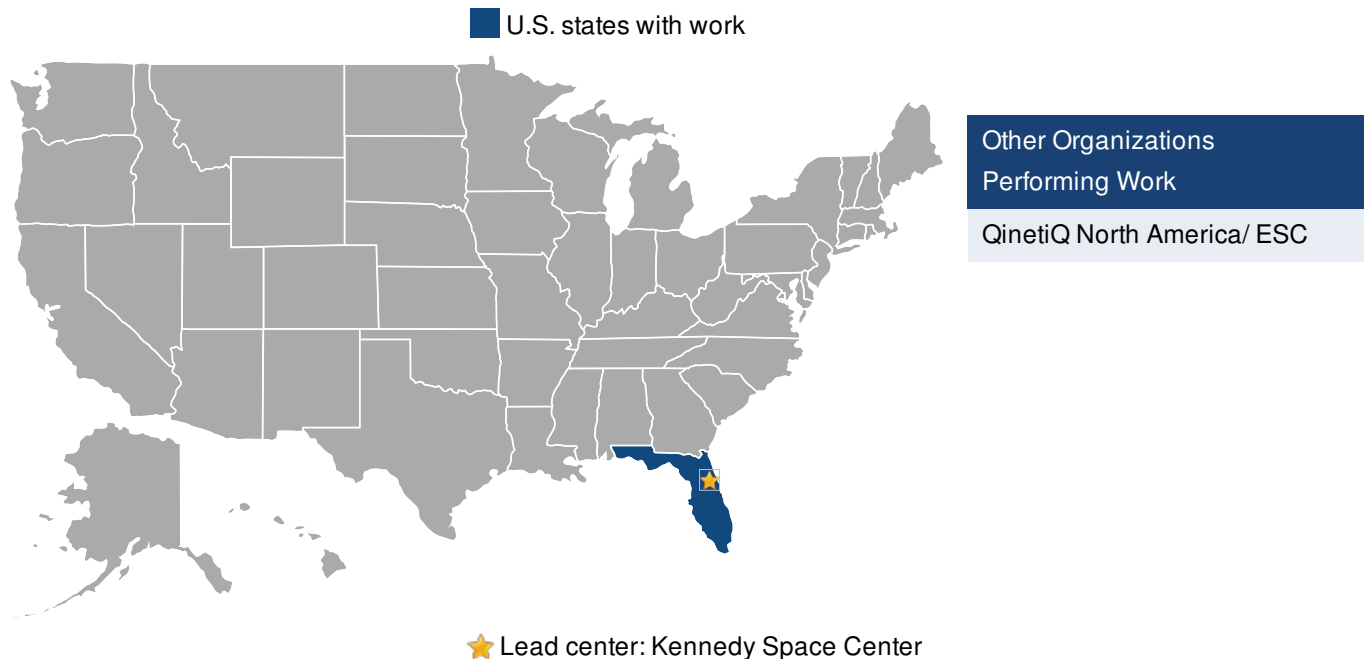 U.S. states with work
Other Organizations
Performing Work
QinetiQ North America/ ESC
Lead center: Kennedy Space Center